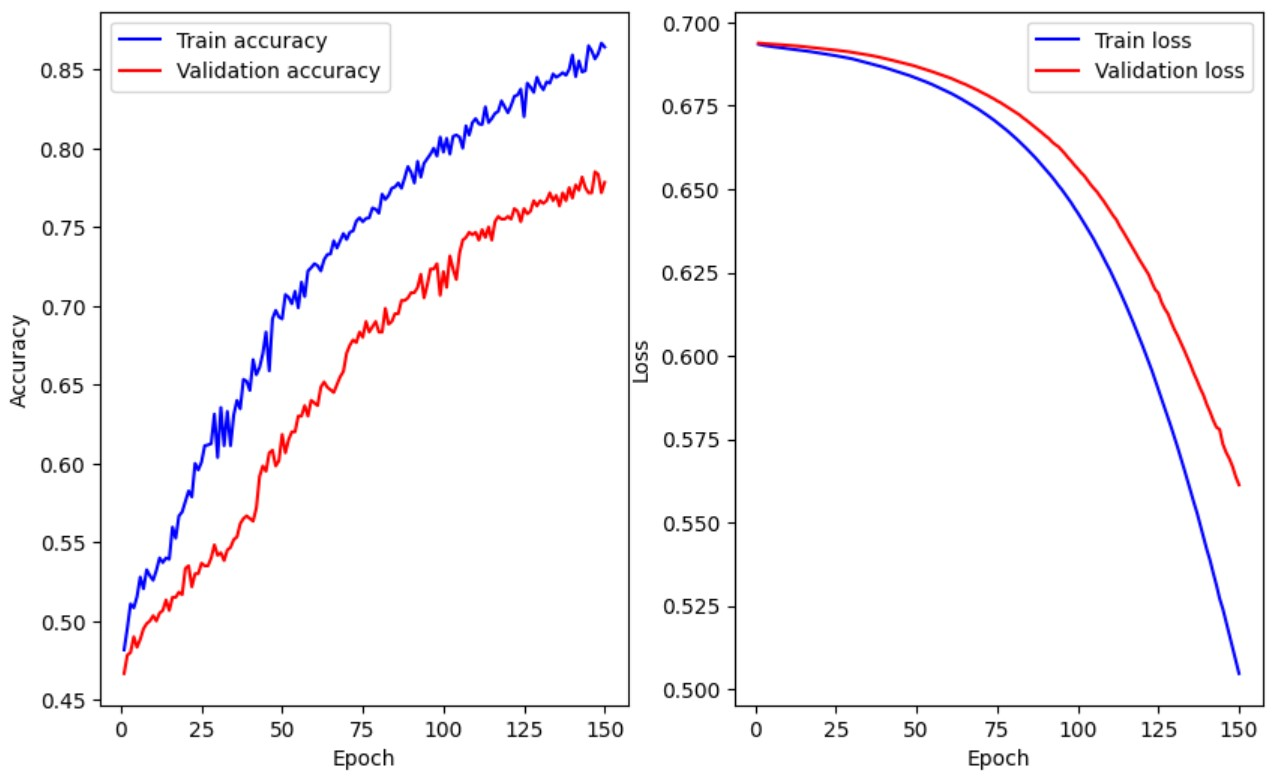 Train accuracy
Validation accuracy
0.85
0.80
0.75
0.70
0.65
0.60
0.55
0.50
0.45
Accuracy
0 25 50 75 100 125 150
Epoch
Train loss
Validation loss
0.700
0.675
0.650
0.625
0.600
0.575
0.550
0.525
0.500
Loss
0 25 50 75 100 125 150
Epoch